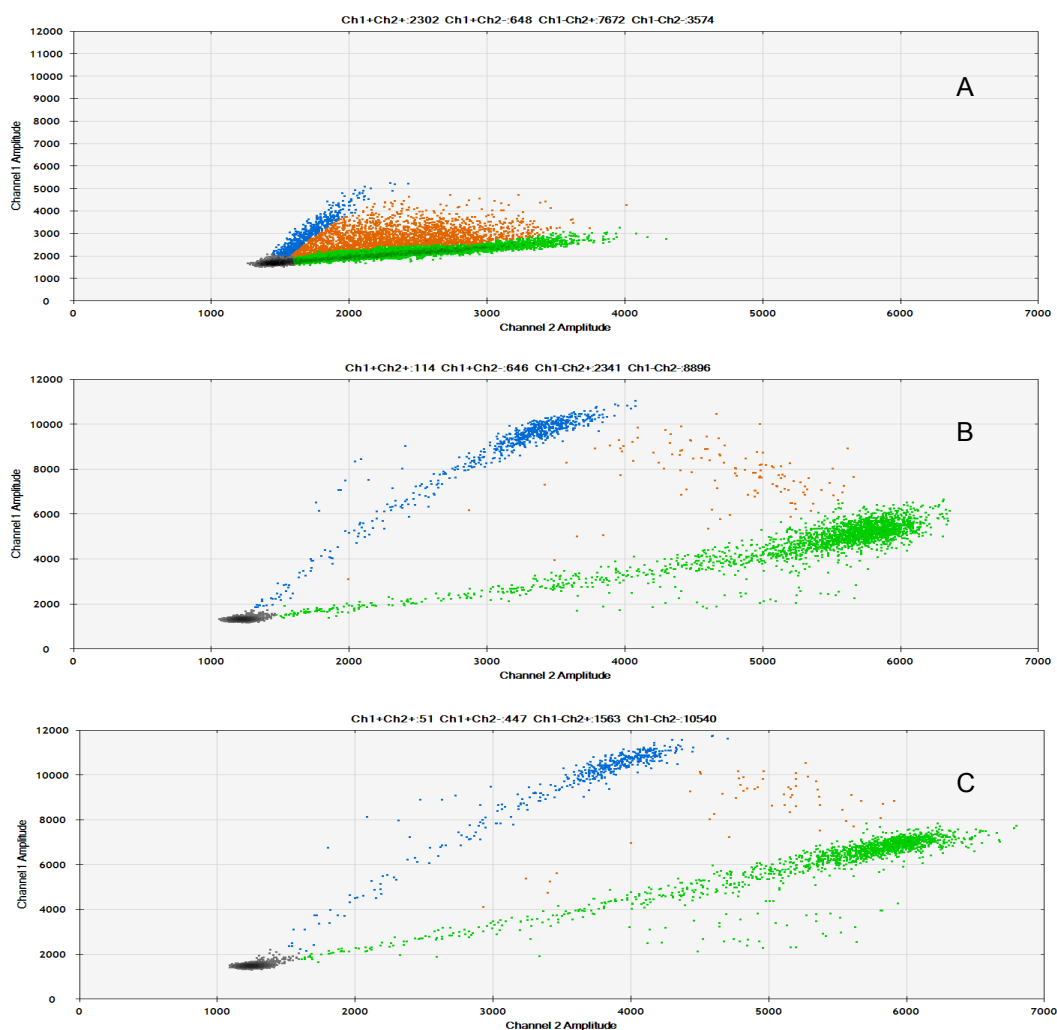 Ch1+Ch2+:2302 Ch1+Ch2-:648 Ch1-Ch2+:7672 Ch1-Ch2-:3574
12000
11000
10000
9000
8000
7000
6000
5000
4000
3000
2000
1000
0
Channel 1 Amplitude
A
0 1000 2000 3000 4000 5000 6000 7000
Channel 2 Amplitude
Ch1+Ch2+:114 Ch1+Ch2-:646 Ch1-Ch2+:2341 Ch1-Ch2-:8896
12000
10000
8000
6000
4000
2000
0
Channel 1 Amplitude
B
0 1000 2000 3000 4000 5000 6000 7000
Channel 2 Amplitude
Ch1+Ch2+:51 Ch1+Ch2-:447 Ch1-Ch2+:1563 Ch1-Ch2-:10540
12000
10000
8000
6000
4000
2000
0
Channel 1 Amplitude
C
0 1000 2000 3000 4000 5000 6000 7000
Channel 2 Amplitude